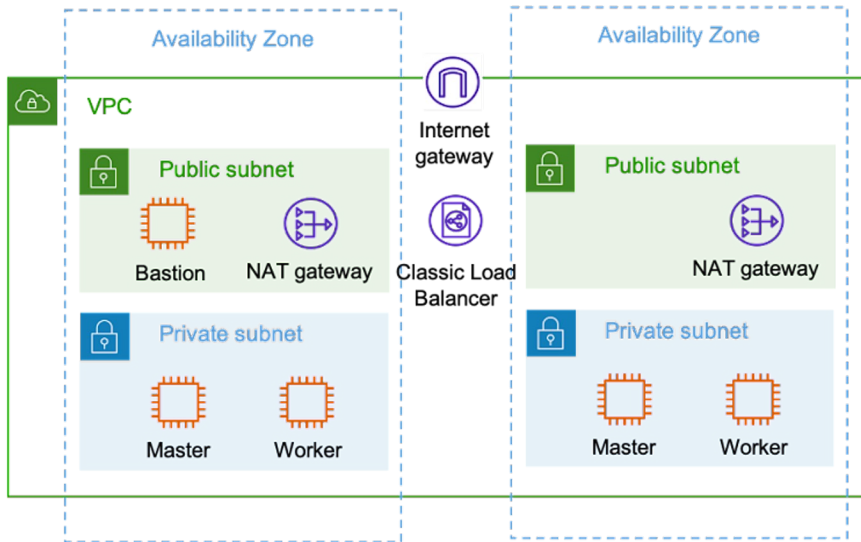 Availability Zone
Availability Zone
VPC
Internet
gateway
Public subnet
Public subnet
Bastion
NAT gateway
Classic Load
Balancer
NAT gateway
Private subnet
Private subnet
Master
Worker
Master
Worker